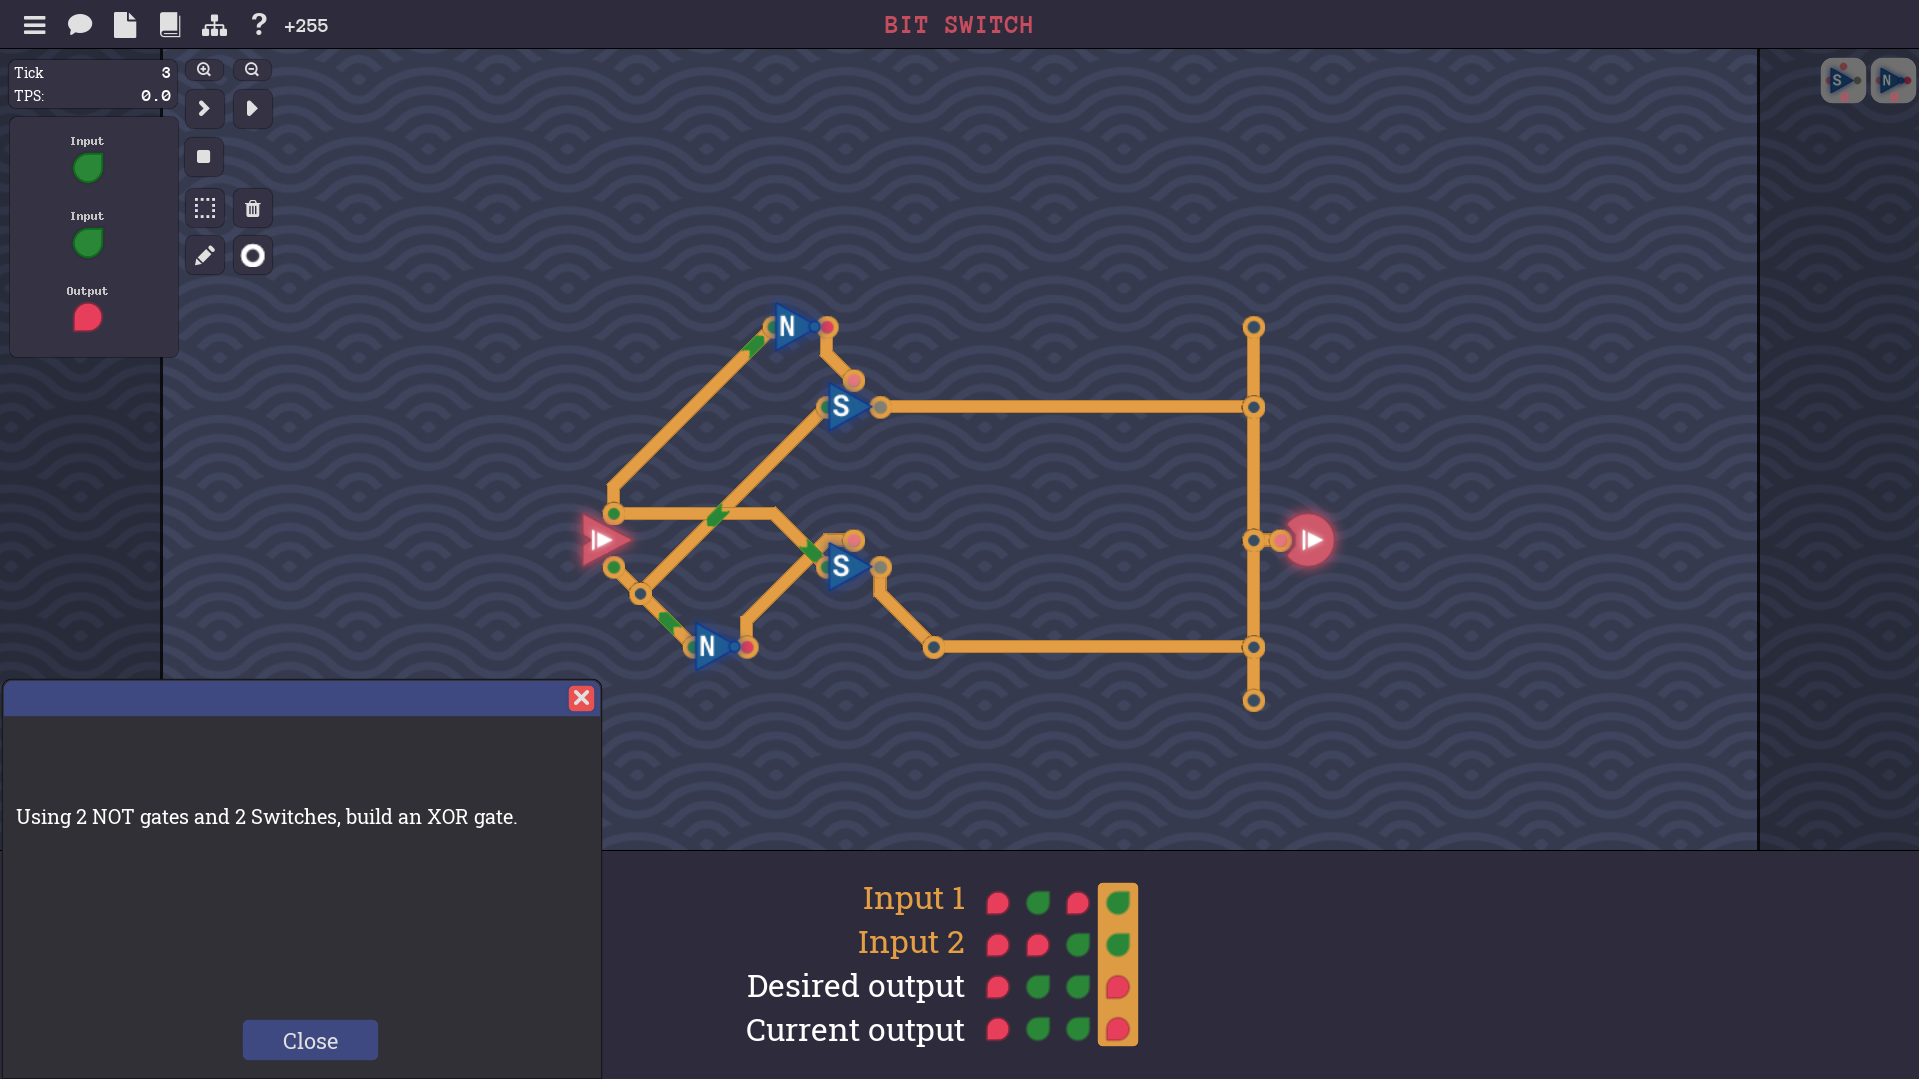 +255
BIT SWITCH
Tick 3
TPS: 0.0
Input
Input
Output
S N
N
S
S
N
Using 2 NOT gates and 2 Switches, build an XOR gate.
Close
Input 1
Input 2
Desired output
Current output